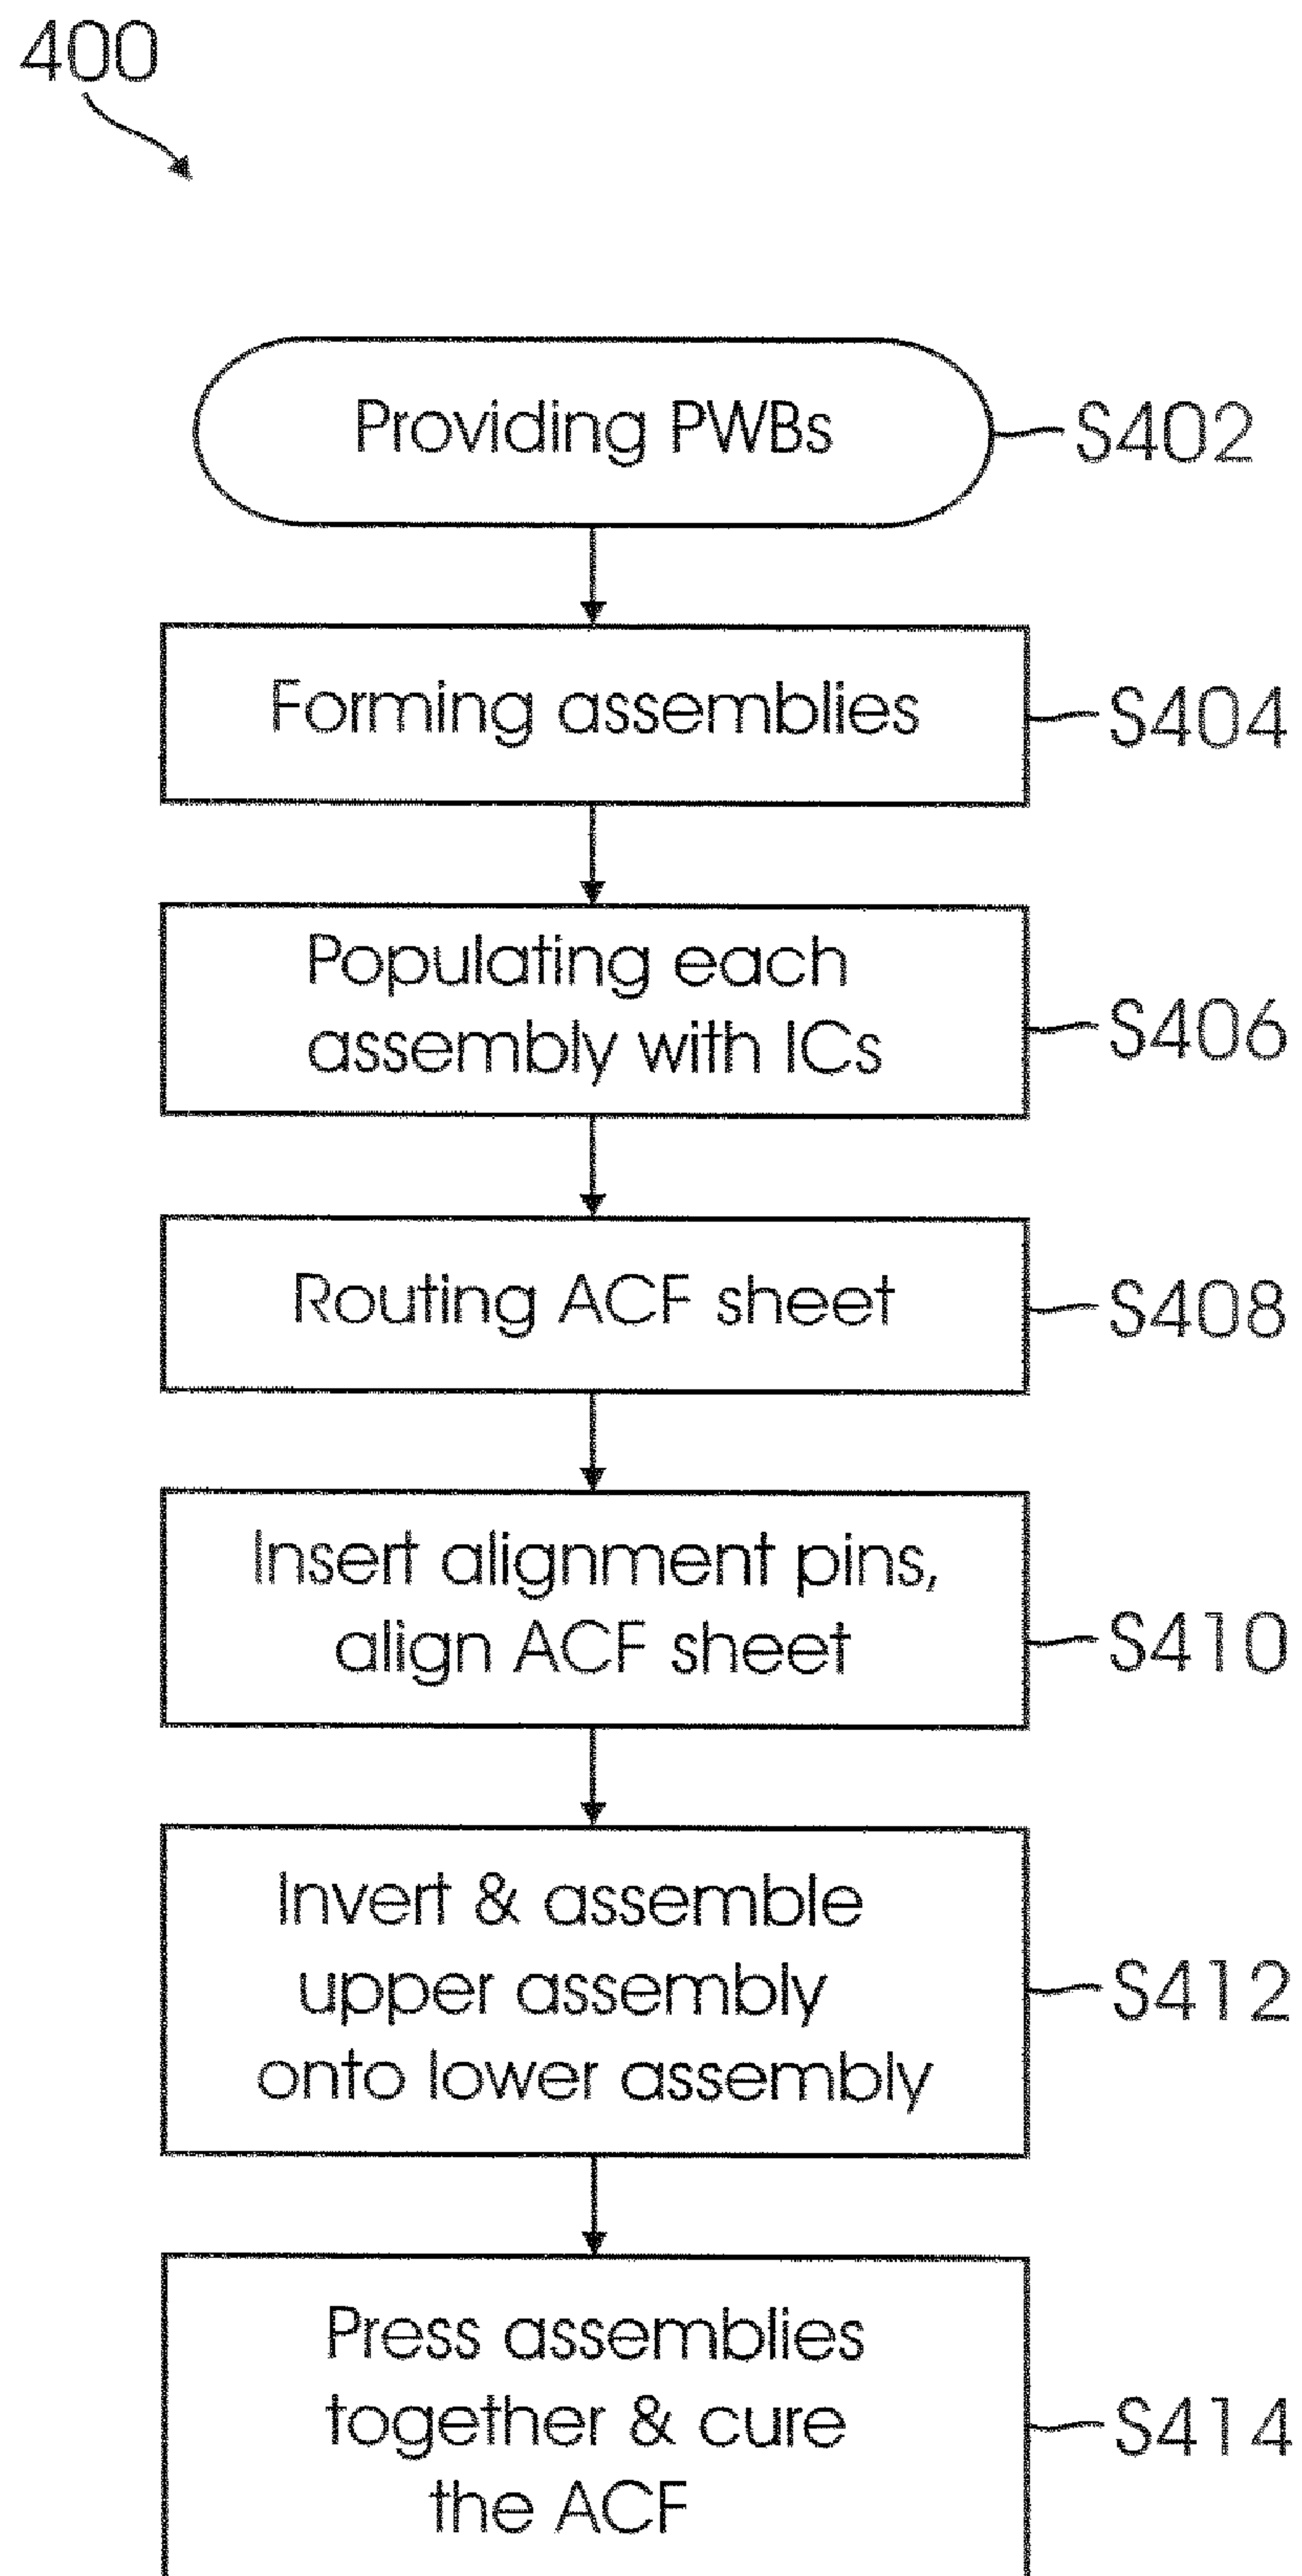 400
Providing PWBs
S402
Forming assemblies
S404
Populating each
assembly with ICs
S406
Routing ACF sheet
S408
Insert alignment pins,
align ACF sheet
S410
Invert & assemble
upper assembly
onto lower assembly
S412
Press assemblies
together & cure
the ACF
S414